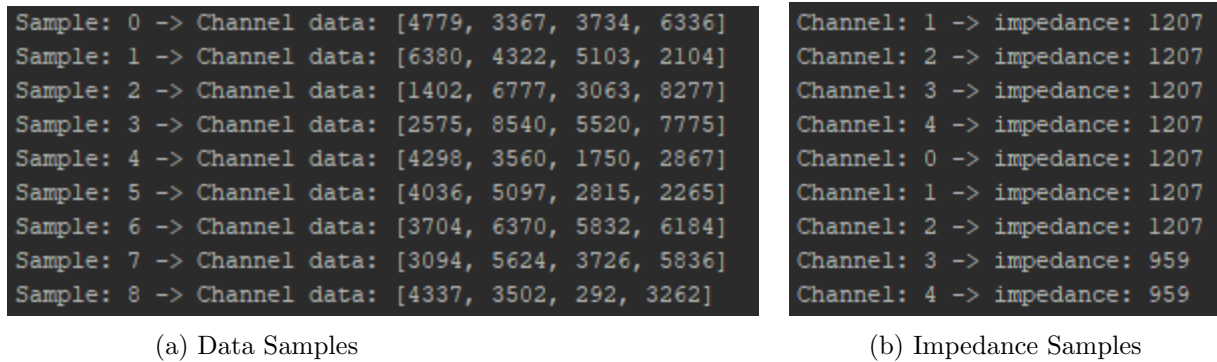 Sample: 0 -> Channel data: [4779, 3367, 3734, 6336]
Sample: 1 -> Channel data: [6380, 4322, 5103, 2104]
Sample: 2 -> Channel data: [1402, 6777, 3063, 8277]
Sample: 3 -> Channel data: [2575, 8540, 5520, 7775]
Sample: 4 -> Channel data: [4298, 3560, 1750, 2867]
Sample: 5 -> Channel data: [4036, 5097, 2815, 2265]
Sample: 6 -> Channel data: [3704, 6370, 5832, 6184]
Sample: 7 -> Channel data: [3094, 5624, 3726, 5836]
Sample: 8 -> Channel data: [4337, 3502, 292, 3262]
(a) Data Samples
Channel: 1 -> impedance: 1207
Channel: 2 -> impedance: 1207
Channel: 3 -> impedance: 1207
Channel: 4 -> impedance: 1207
Channel: 0 -> impedance: 1207
Channel: 1 -> impedance: 1207
Channel: 2 -> impedance: 1207
Channel: 3 -> impedance: 959
Channel: 4 -> impedance: 959
(b) Impedance Samples